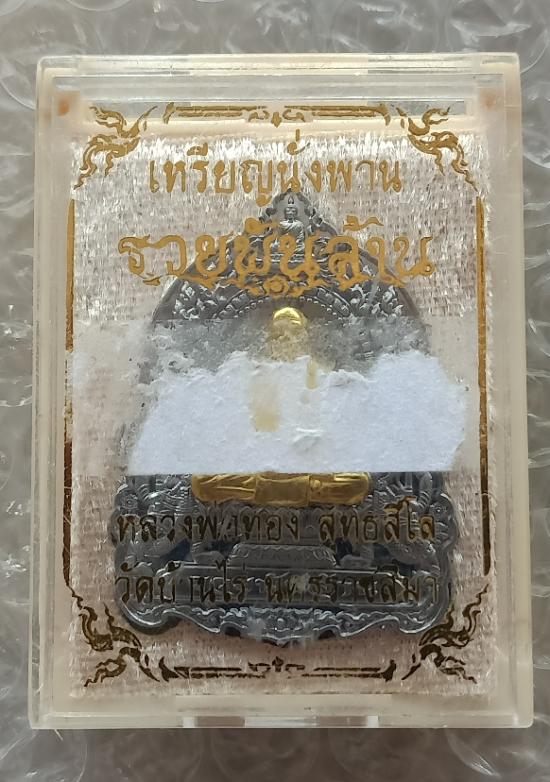 เหรียญนั่งพาน
รวยพันล้าน
หลวงพ่อทอง สุทธสีโล
วัดบ้านไร่ นครราชสีมา